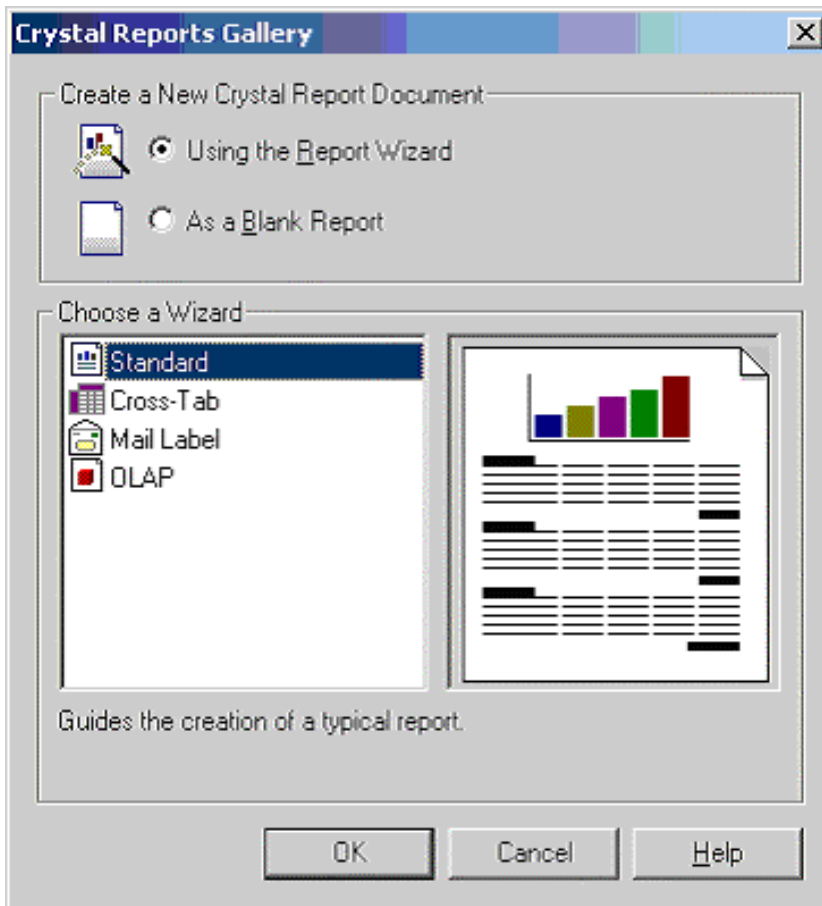 Crystal Reports Gallery
Create a New Crystal Report Document
Using the Report Wizard
As a Blank Report
Choose a Wizard
Standard
Cross-Tab
Mail Label
OLAP
Guides the creation of a typical report.
OK
Cancel
Help